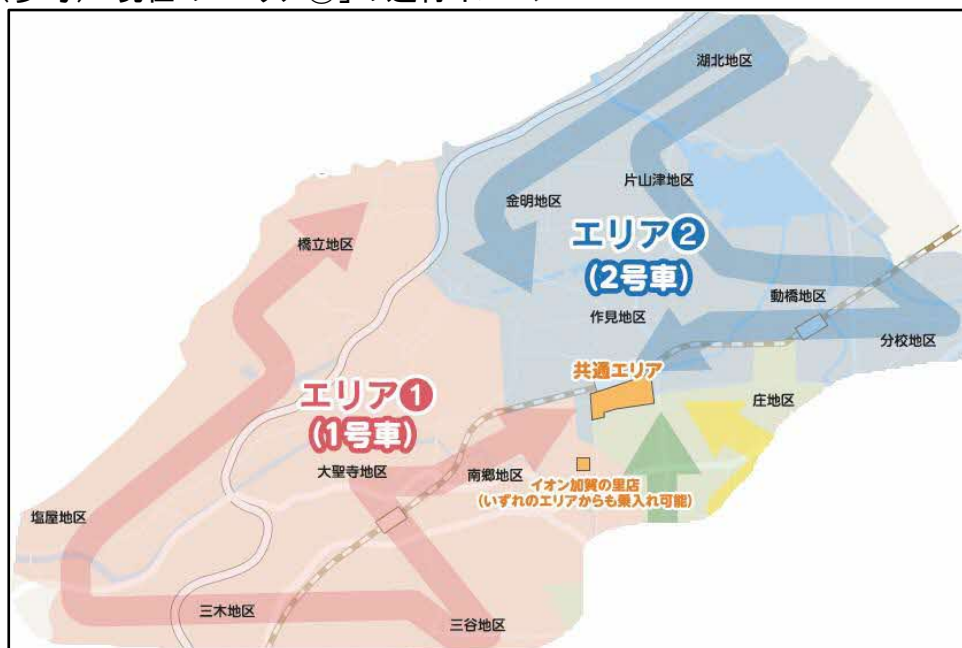 湖北地区
片山津地区
金明地区
エリア❷
(2号車)
橋立地区
動橋地区
作見地区
分校地区
共通エリア
エリア❶
(1号車)
庄地区
大聖寺地区
南郷地区
イオン加賀の里店
(いずれのエリアからも乗入れ可能)
塩屋地区
三木地区
三谷地区